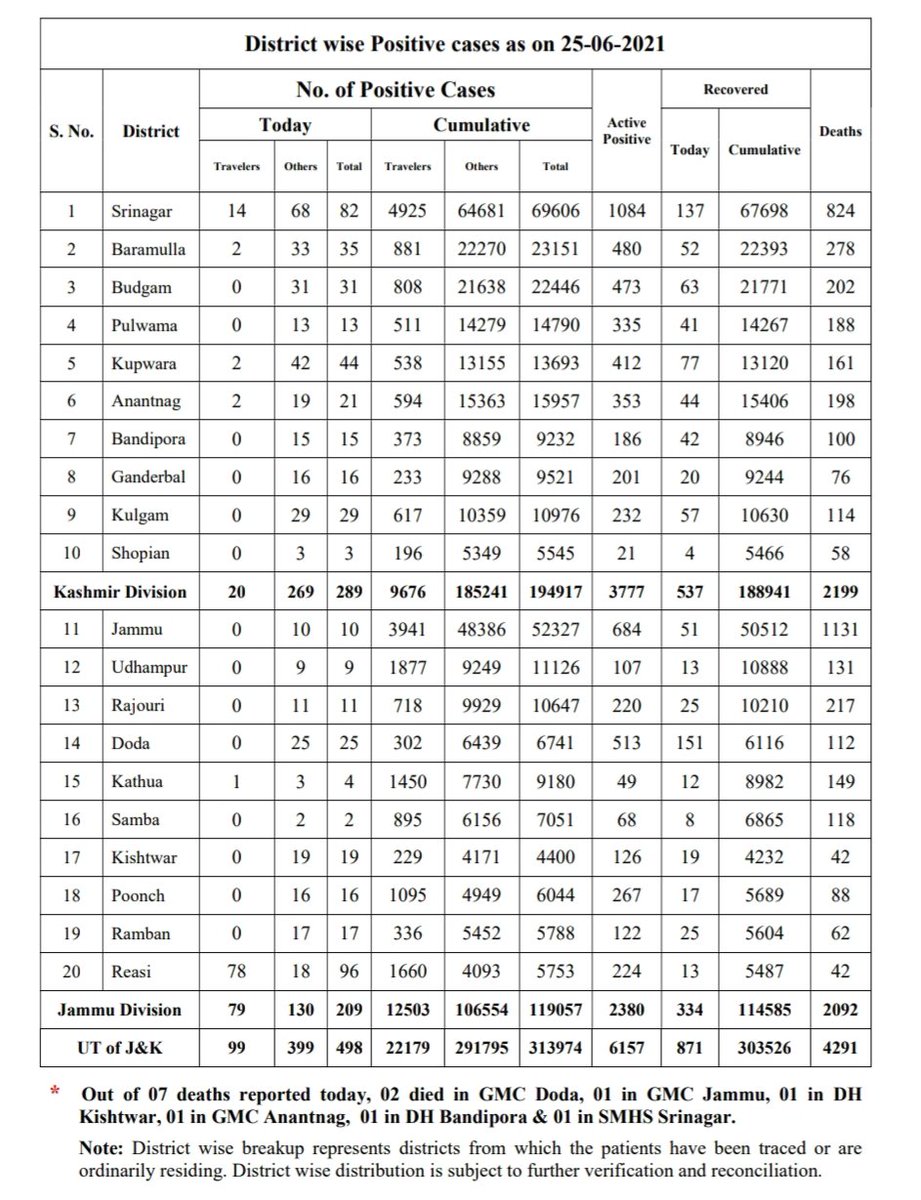 District wise Positive cases as on 25-06-2021
S. No. District No. of Positive Cases Active Positive Recovered Deaths
Today Cumulative Today Cumulative
Travelers Others Total Travelers Others Total
1 Srinagar 14 68 82 4925 64681 69606 1084 137 67698 824
2 Baramulla 2 33 35 881 22270 23151 480 52 22393 278
3 Budgam 0 31 31 808 21638 22446 473 63 21771 202
4 Pulwama 0 13 13 511 14279 14790 335 41 14267 188
5 Kupwara 2 42 44 538 13155 13693 412 77 13120 161
6 Anantnag 2 19 21 594 15363 15957 353 44 15406 198
7 Bandipora 0 15 15 373 8859 9232 186 42 8946 100
8 Ganderbal 0 16 16 233 9288 9521 201 20 9244 76
9 Kulgam 0 29 29 617 10359 10976 232 57 10630 114
10 Shopian 0 3 3 196 5349 5545 21 4 5466 58
Kashmir Division 20 269 289 9676 185241 194917 3777 537 188941 2199
11 Jammu 0 10 10 3941 48386 52327 684 51 50512 1131
12 Udhampur 0 9 9 1877 9249 11126 107 13 10888 131
13 Rajouri 0 11 11 718 9929 10647 220 25 10210 217
14 Doda 0 25 25 302 6439 6741 513 151 6116 112
15 Kathua 1 3 4 1450 7730 9180 49 12 8982 149
16 Samba 0 2 2 895 6156 7051 68 8 6865 118
17 Kishtwar 0 19 19 229 4171 4400 126 19 4232 42
18 Poonch 0 16 16 1095 4949 6044 267 17 5689 88
19 Ramban 0 17 17 336 5452 5788 122 25 5604 62
20 Reasi 78 18 96 1660 4093 5753 224 13 5487 42
Jammu Division 79 130 209 12503 106554 119057 2380 334 114585 2092
UT of J&K 99 399 498 22179 291795 313974 6157 871 303526 4291
* Out of 07 deaths reported today, 02 died in GMC Doda, 01 in GMC Jammu, 01 in DH
Kishtwar, 01 in GMC Anantnag, 01 in DH Bandipora & 01 in SMHS Srinagar.
Note: District wise breakup represents districts from which the patients have been traced or are
ordinarily residing. District wise distribution is subject to further verification and reconciliation.